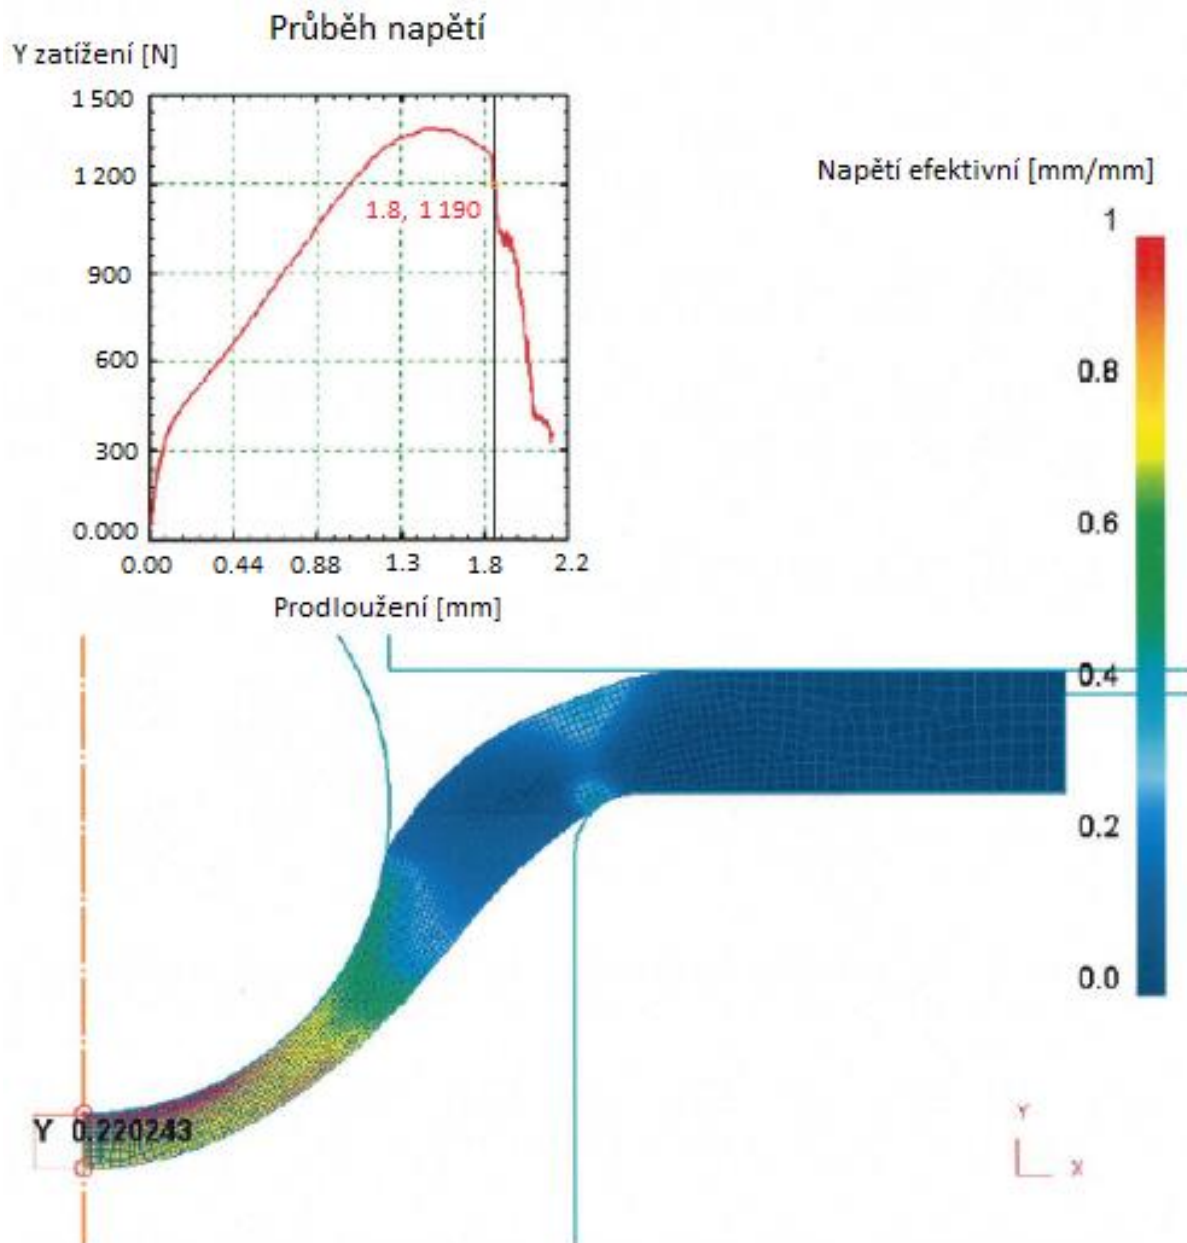 Průběh napětí
Y zatížení [N]
1 500
1 200
900
600
300
0.000
1.8, 1 190
0.00 0.44 0.88 1.3 1.8 2.2
Prodloužení [mm]
Napětí efektivní [mm/mm]
1
0.8
0.6
0.4
0.2
0.0
Y 0.220243
Y
X